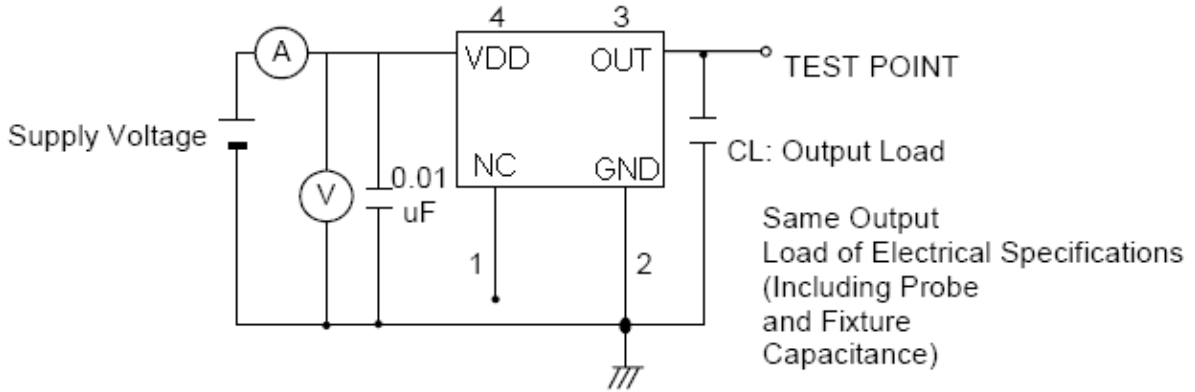 4
3
A
VDD
OUT
TEST POINT
Supply Voltage
NC
GND
CL: Output Load
V
0.01
uF
1
2
Same Output
Load of Electrical Specifications
(Including Probe
and Fixture
Capacitance)